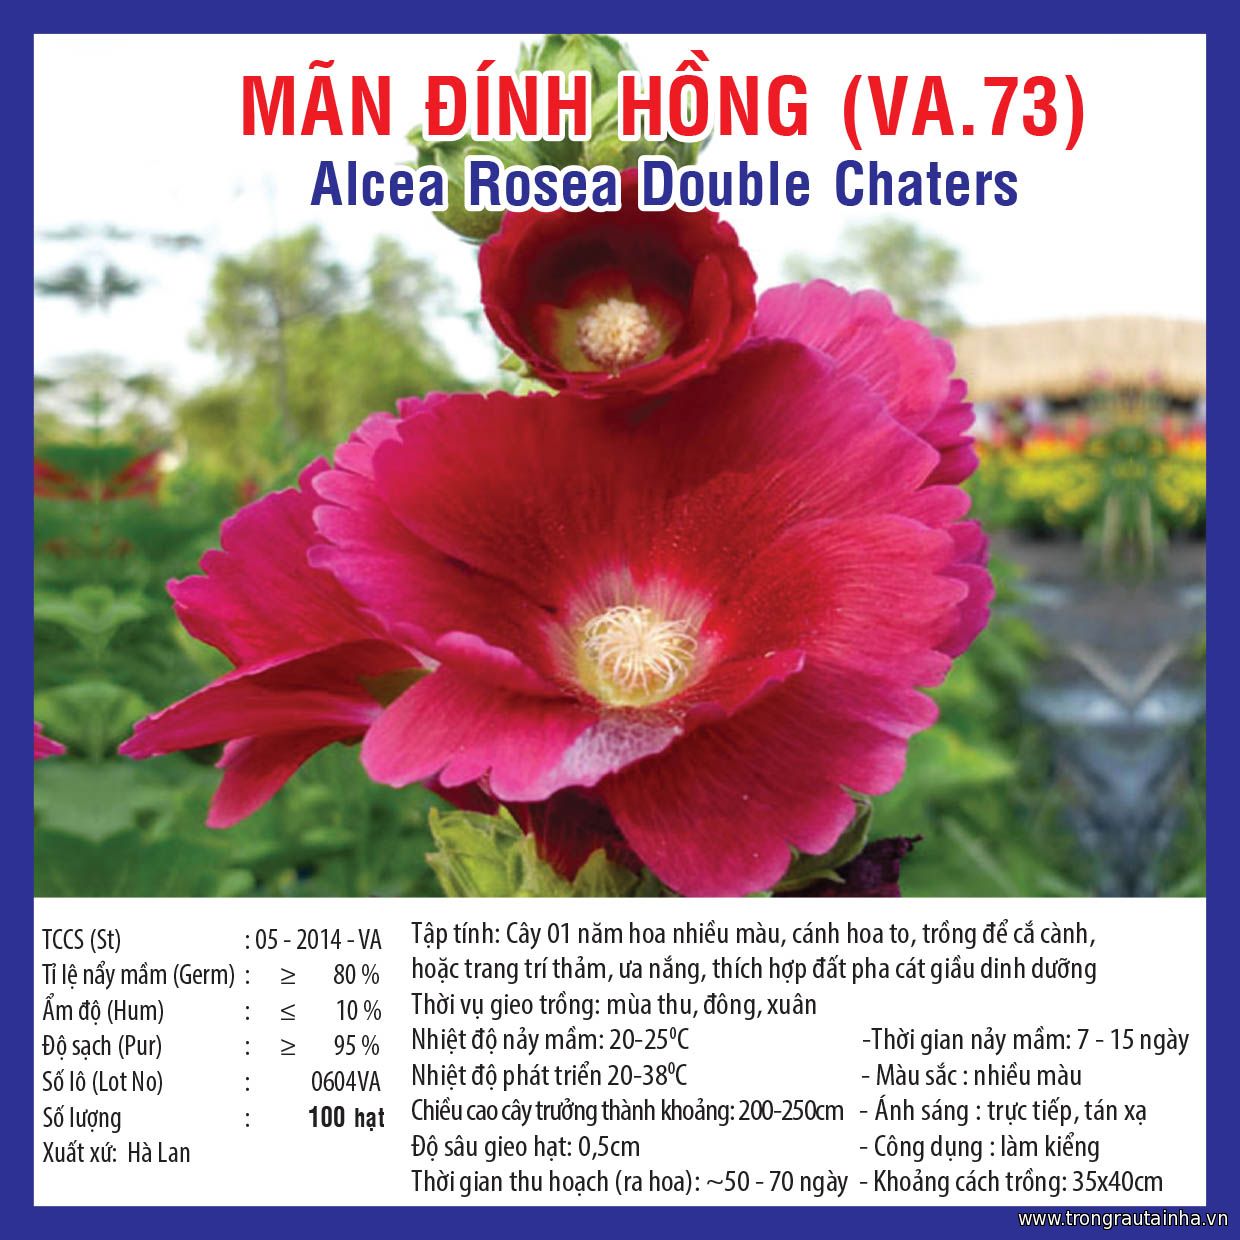 MÃN ĐÍNH HỒNG (VA.73)
Alcea Rosea Double Chaters
TCCS (St) : 05 - 2014 - VA
Tỉ lệ nẩy mầm (Germ) : ≥ 80 %
Ẩm độ (Hum) : ≤ 10 %
Độ sạch (Pur) : ≥ 95 %
Số lô (Lot No) : 0604VA
Số lượng : 100 hạt
Xuất xứ: Hà Lan
Tập tính: Cây 01 năm hoa nhiều màu, cánh hoa to, trồng để cắ cành,
hoặc trang trí thảm, ưa nắng, thích hợp đất pha cát giầu dinh dưỡng
Thời vụ gieo trồng: mùa thu, đông, xuân
Nhiệt độ nảy mầm: 20-25⁰C
Nhiệt độ phát triển 20-38⁰C
Chiều cao cây trưởng thành khoảng: 200-250cm
Độ sâu gieo hạt: 0,5cm
Thời gian thu hoạch (ra hoa): ~50 - 70 ngày
-Thời gian nảy mầm: 7 - 15 ngày
- Màu sắc : nhiều màu
- Ánh sáng : trực tiếp, tán xạ
- Công dụng : làm kiểng
- Khoảng cách trồng: 35x40cm
www.trongrautainha.vn